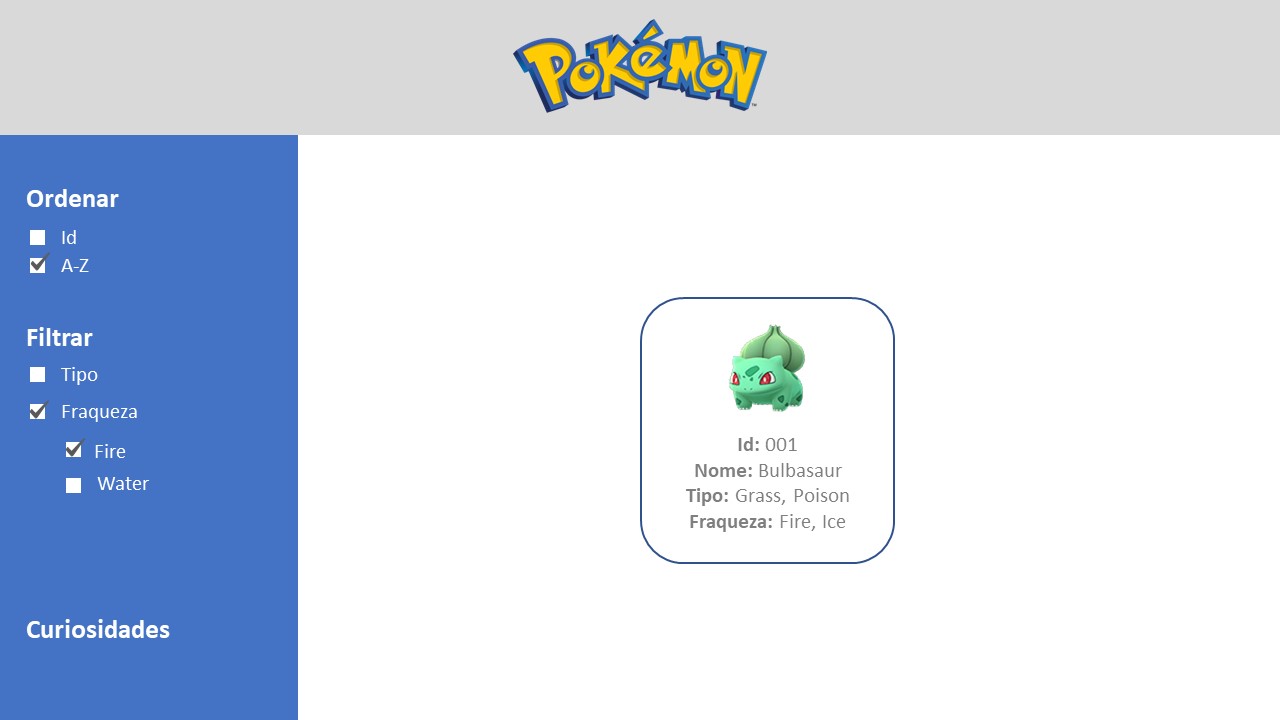 POKéMON
™
Ordenar
Id
A-Z
Filtrar
Tipo
Fraqueza
Fire
Water
Curiosidades
Id: 001
Nome: Bulbasaur
Tipo: Grass, Poison
Fraqueza: Fire, Ice